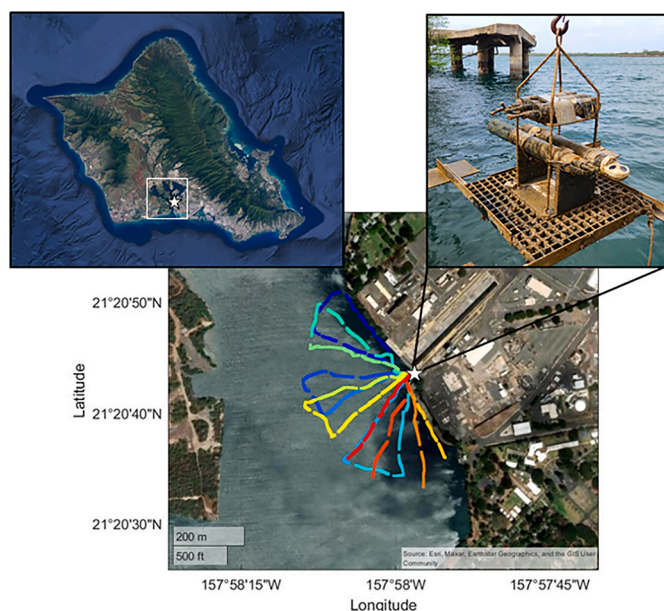 21°20'50"N
21°20'40"N
21°20'30"N
Latitude
200 m
500 ft
Source: Esri, Maxar, Earthstar Geographics, and the GIS User
Community
157°58'15"W
157°58'W
157°57'45"W
Longitude